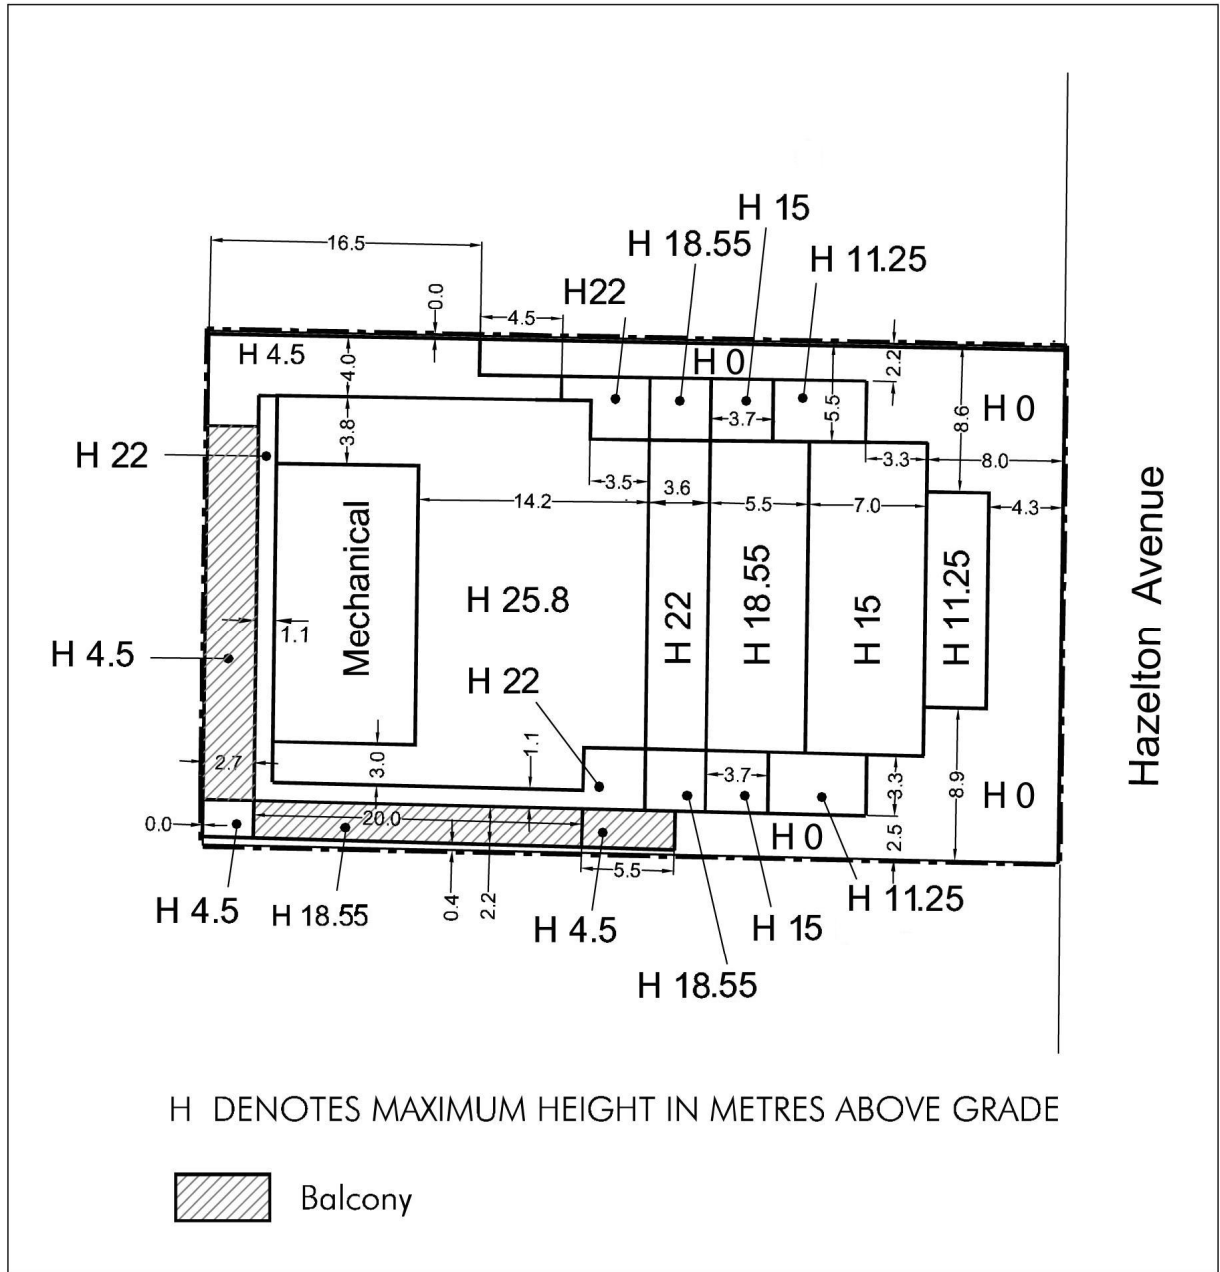 H 15
16.5
H 18.55
H 11.25
0.0
H22
4.5
H 4.5
4.0
H 0
2.2
5.5
H 0
8.6
3.7
3.8
H 22
3.3
8.0
3.5
3.6
14.2
5.5
7.0
4.3
Mechanical
H 25.8
H 22
H 18.55
H 15
H 11.25
Hazelton Avenue
1.1
H 4.5
H 22
1.1
3.0
2.7
3.7
3.3
8.9
H 0
0.0
20.0
H 0
2.5
5.5
0.4
2.2
H 4.5
H 18.55
H 4.5
H 15
H 11.25
H 18.55
H DENOTES MAXIMUM HEIGHT IN METRES ABOVE GRADE
Balcony